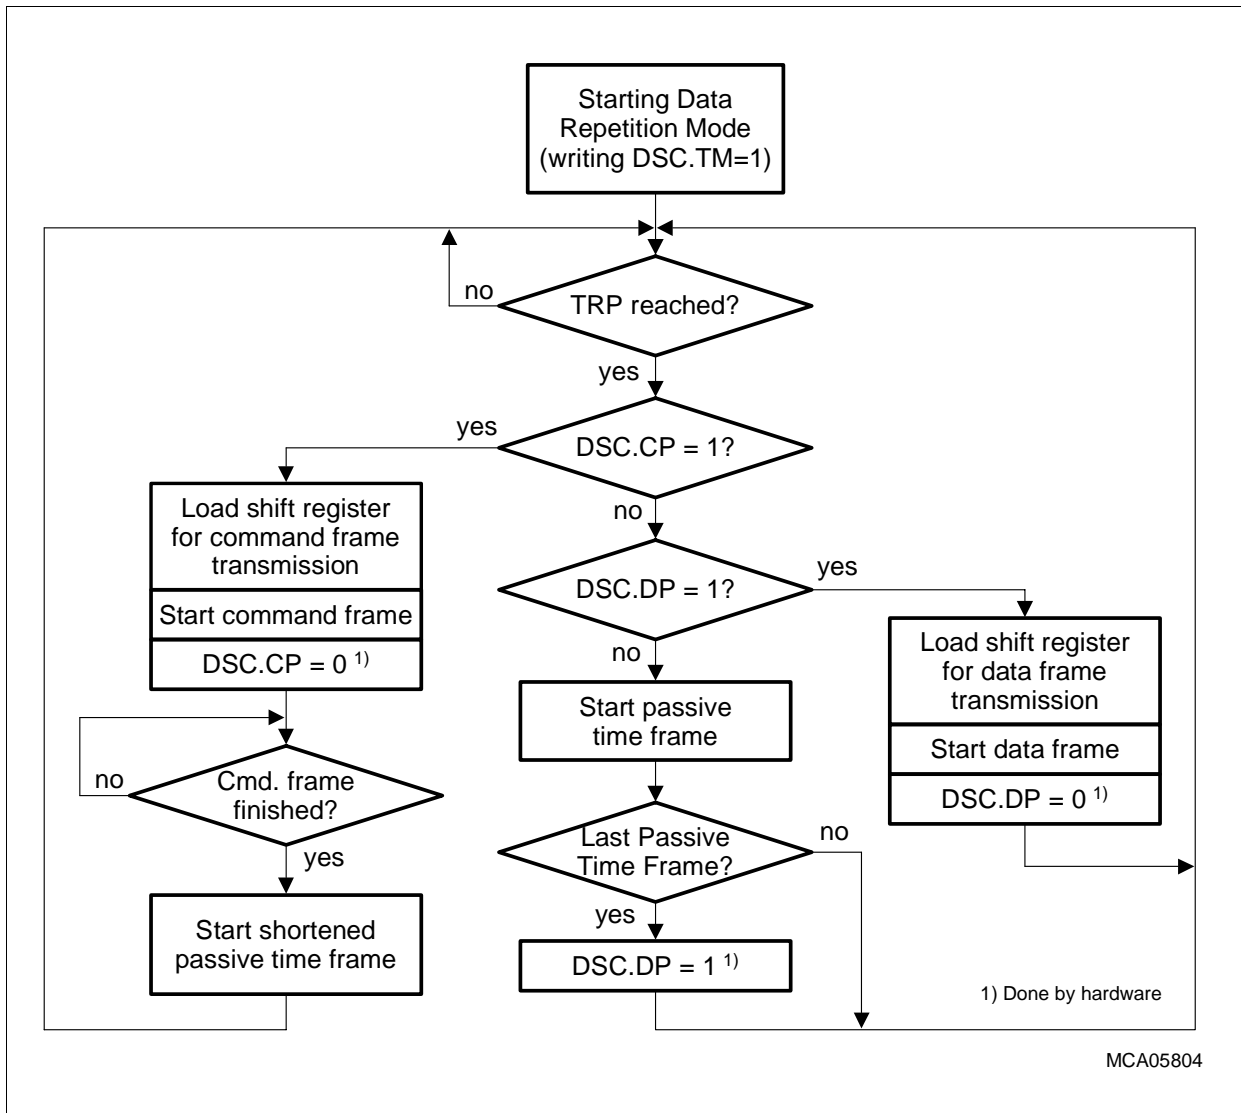 Starting Data
Repetition Mode
(writing DSC.TM=1)
no
TRP reached?
yes
yes
DSC.CP = 1?
no
Load shift register
for command frame
transmission
Start command frame
DSC.CP = 0 1)
DSC.DP = 1?
yes
no
Load shift register
for data frame
transmission
Start data frame
DSC.DP = 0 1)
Start passive
time frame
no
Cmd. frame
finished?
yes
Last Passive
Time Frame?
no
yes
Start shortened
passive time frame
DSC.DP = 1 1)
1) Done by hardware
MCA05804